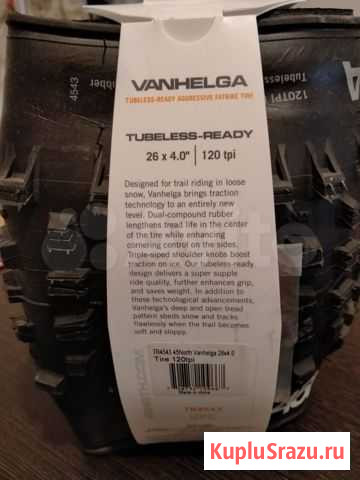 VANHELGA
TUBELESS-READY AGGRESSIVE FATBIKE TIRE
TUBELESS-READY
26 x 4.0" | 120 tpi
Designed for trail riding in loose
snow, Vanhelga brings traction
technology to an entirely new
level. Dual-compound rubber
lengthens tread life in the center
of the tire while enhancing
cornering control on the sides.
Triple-siped shoulder knobs boost
traction on ice. Our tubeless-ready
design delivers a super supple
ride quality, further enhances grip,
and saves weight. In addition to
these technological advancements,
Vanhelga's deep and open tread
pattern sheds snow and tracks
flawlessly when the trail becomes
soft and sloppy.
TR4543 45North Vanhelga 26x4.0
Tire 120tpi
Made in china
TR4543
4543
120TPI
Tubeless
KupluSrazu.ru